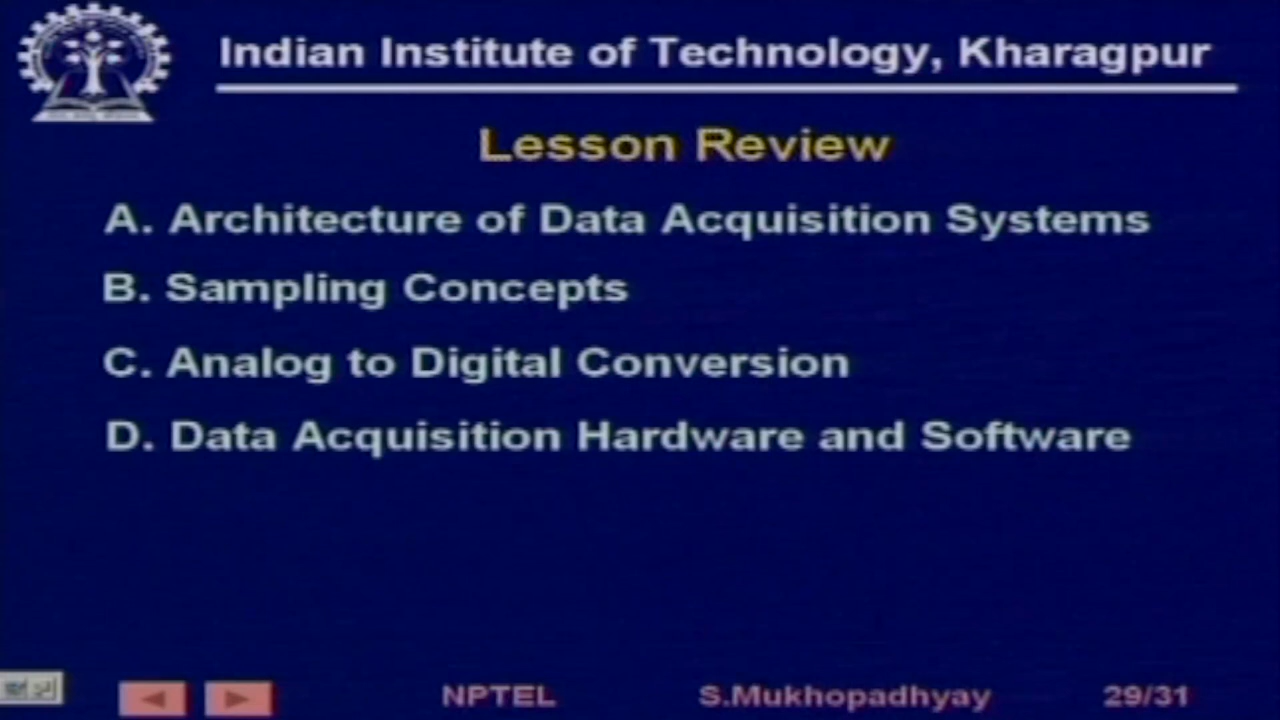 Indian Institute of Technology, Kharagpur
Lesson Review
A. Architecture of Data Acquisition Systems
B. Sampling Concepts
C. Analog to Digital Conversion
D. Data Acquisition Hardware and Software
NPTEL S.Mukhopadhyay 29/31